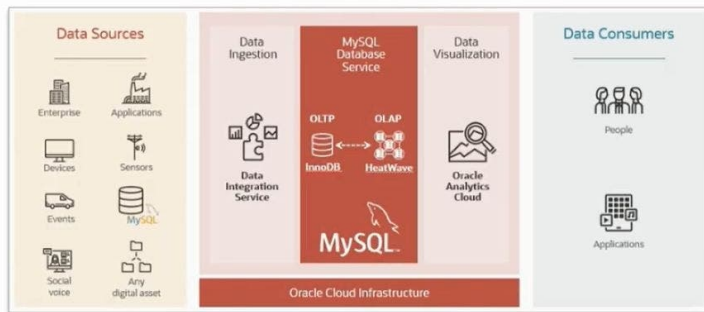 Data Sources
Enterprise
Applications
Devices
Sensors
Events
MySQL
Social
voice
Any
digital asset
Data
Ingestion
Data
Integration
Service
MySQL
Database
Service
OLTP
OLAP
InnoDB
HeatWave
MySQL™
Data
Visualization
Oracle
Analytics
Cloud
Oracle Cloud Infrastructure
Data Consumers
People
Applications